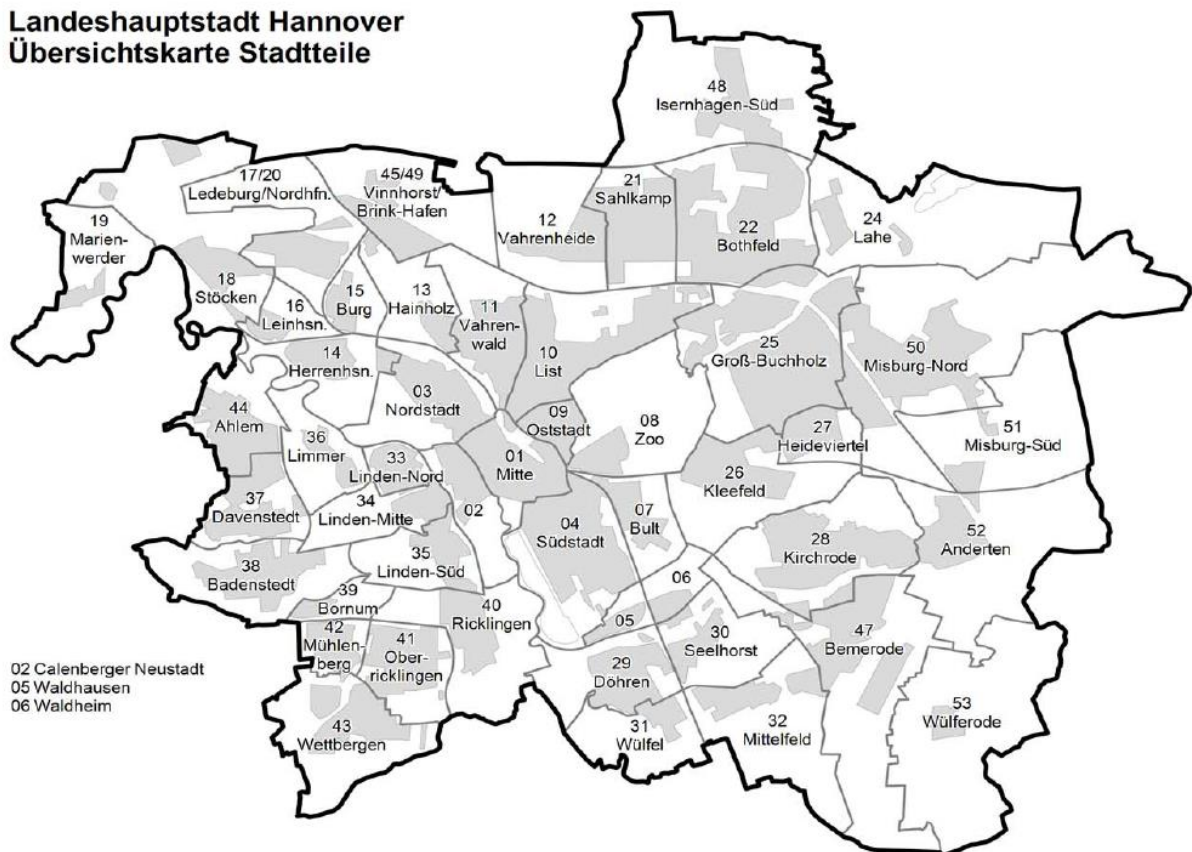 Landeshauptstadt Hannover
Übersichtskarte Stadtteile
48
Isernhagen-Süd
17/20
Ledeburg/Nordhfn.
45/49
Vinnhorst/
Brink-Hafen
21
Sahlkamp
12
Vahrenheide
22
Bothfeld
24
Lahe
19
Marien-
werder
18
Stöcken
16
Leinhsn.
15
Burg
13
Hainholz
11
Vahren-
wald
10
List
25
Groß-Buchholz
50
Misburg-Nord
14
Herrenhsn.
03
Nordstadt
09
Oststadt
08
Zoo
27
Heideviertel
51
Misburg-Süd
44
Ahlem
36
Limmer
33
Linden-Nord
01
Mitte
26
Kleefeld
37
Davenstedt
34
Linden-Mitte
02
04
Südstadt
07
Bult
28
Kirchrode
52
Anderten
38
Badenstedt
35
Linden-Süd
06
39
Bornum
40
Ricklingen
05
30
Seelhorst
47
Bemerode
42
Mühlen-
berg
41
Ober-
ricklingen
29
Döhren
02 Calenberger Neustadt
05 Waldhausen
06 Waldheim
43
Wettbergen
31
Wülfel
32
Mittelfeld
53
Wülferode